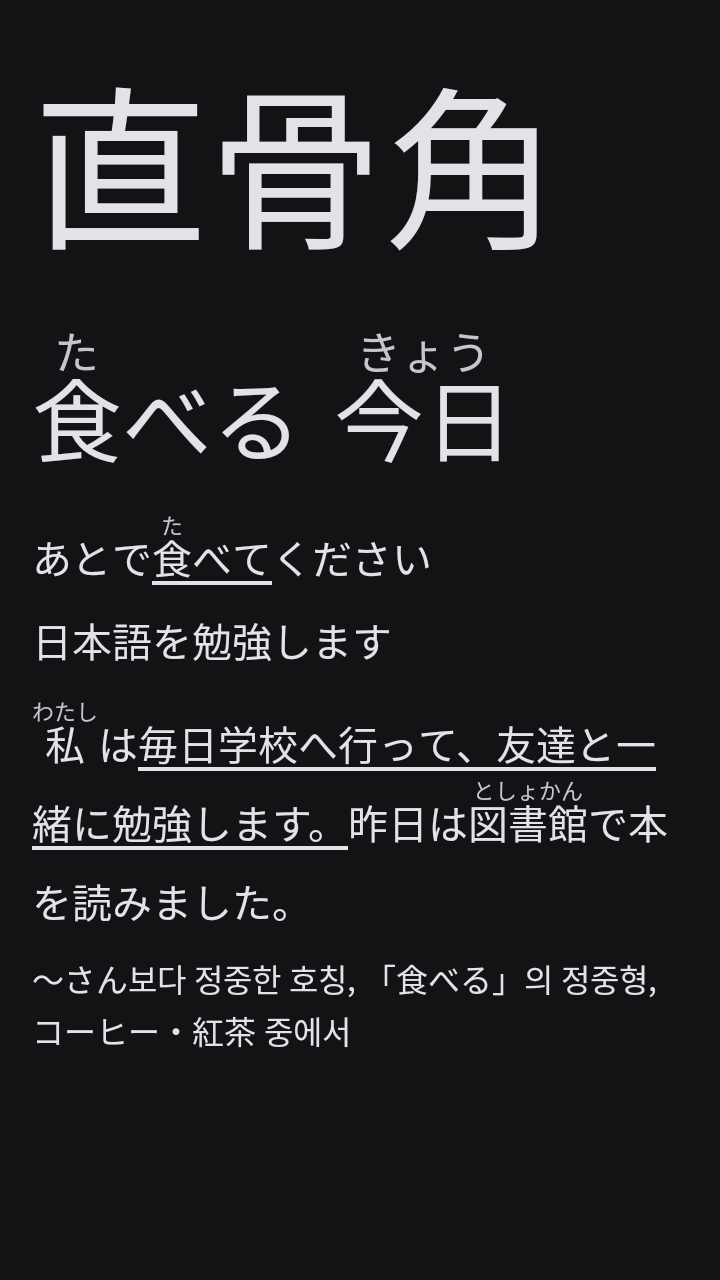 直骨角
た きょう
食べる 今日
た
あとで食べてください
日本語を勉強します
わたし
私は毎日学校へ行って、友達と一
としょかん
緒に勉強します。昨日は図書館で本
を読みました。
〜さん보다 정중한 호칭, 「食べる」의 정중형,
コーヒー・紅茶 중에서